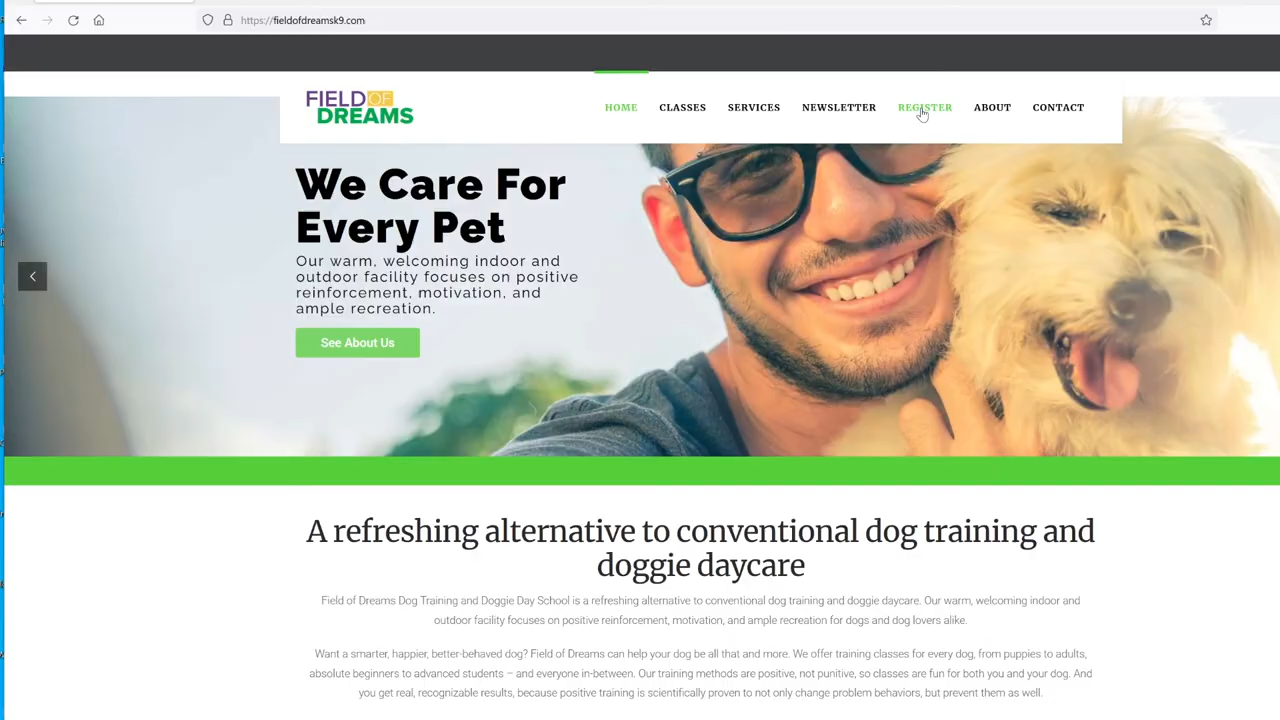 https://fieldofdreamsk9.com
FIELD OF
DREAMS
HOME CLASSES SERVICES NEWSLETTER REGISTER ABOUT CONTACT
We Care For
Every Pet
Our warm, welcoming indoor and
outdoor facility focuses on positive
reinforcement, motivation, and
ample recreation.
See About Us
A refreshing alternative to conventional dog training and
doggie daycare
Field of Dreams Dog Training and Doggie Day School is a refreshing alternative to conventional dog training and doggie daycare. Our warm, welcoming indoor and
outdoor facility focuses on positive reinforcement, motivation, and ample recreation for dogs and dog lovers alike.
Want a smarter, happier, better-behaved dog? Field of Dreams can help your dog be all that and more. We offer training classes for every dog, from puppies to adults,
absolute beginners to advanced students – and everyone in-between. Our training methods are positive, not punitive, so classes are fun for both you and your dog. And
you get real, recognizable results, because positive training is scientifically proven to not only change problem behaviors, but prevent them as well.